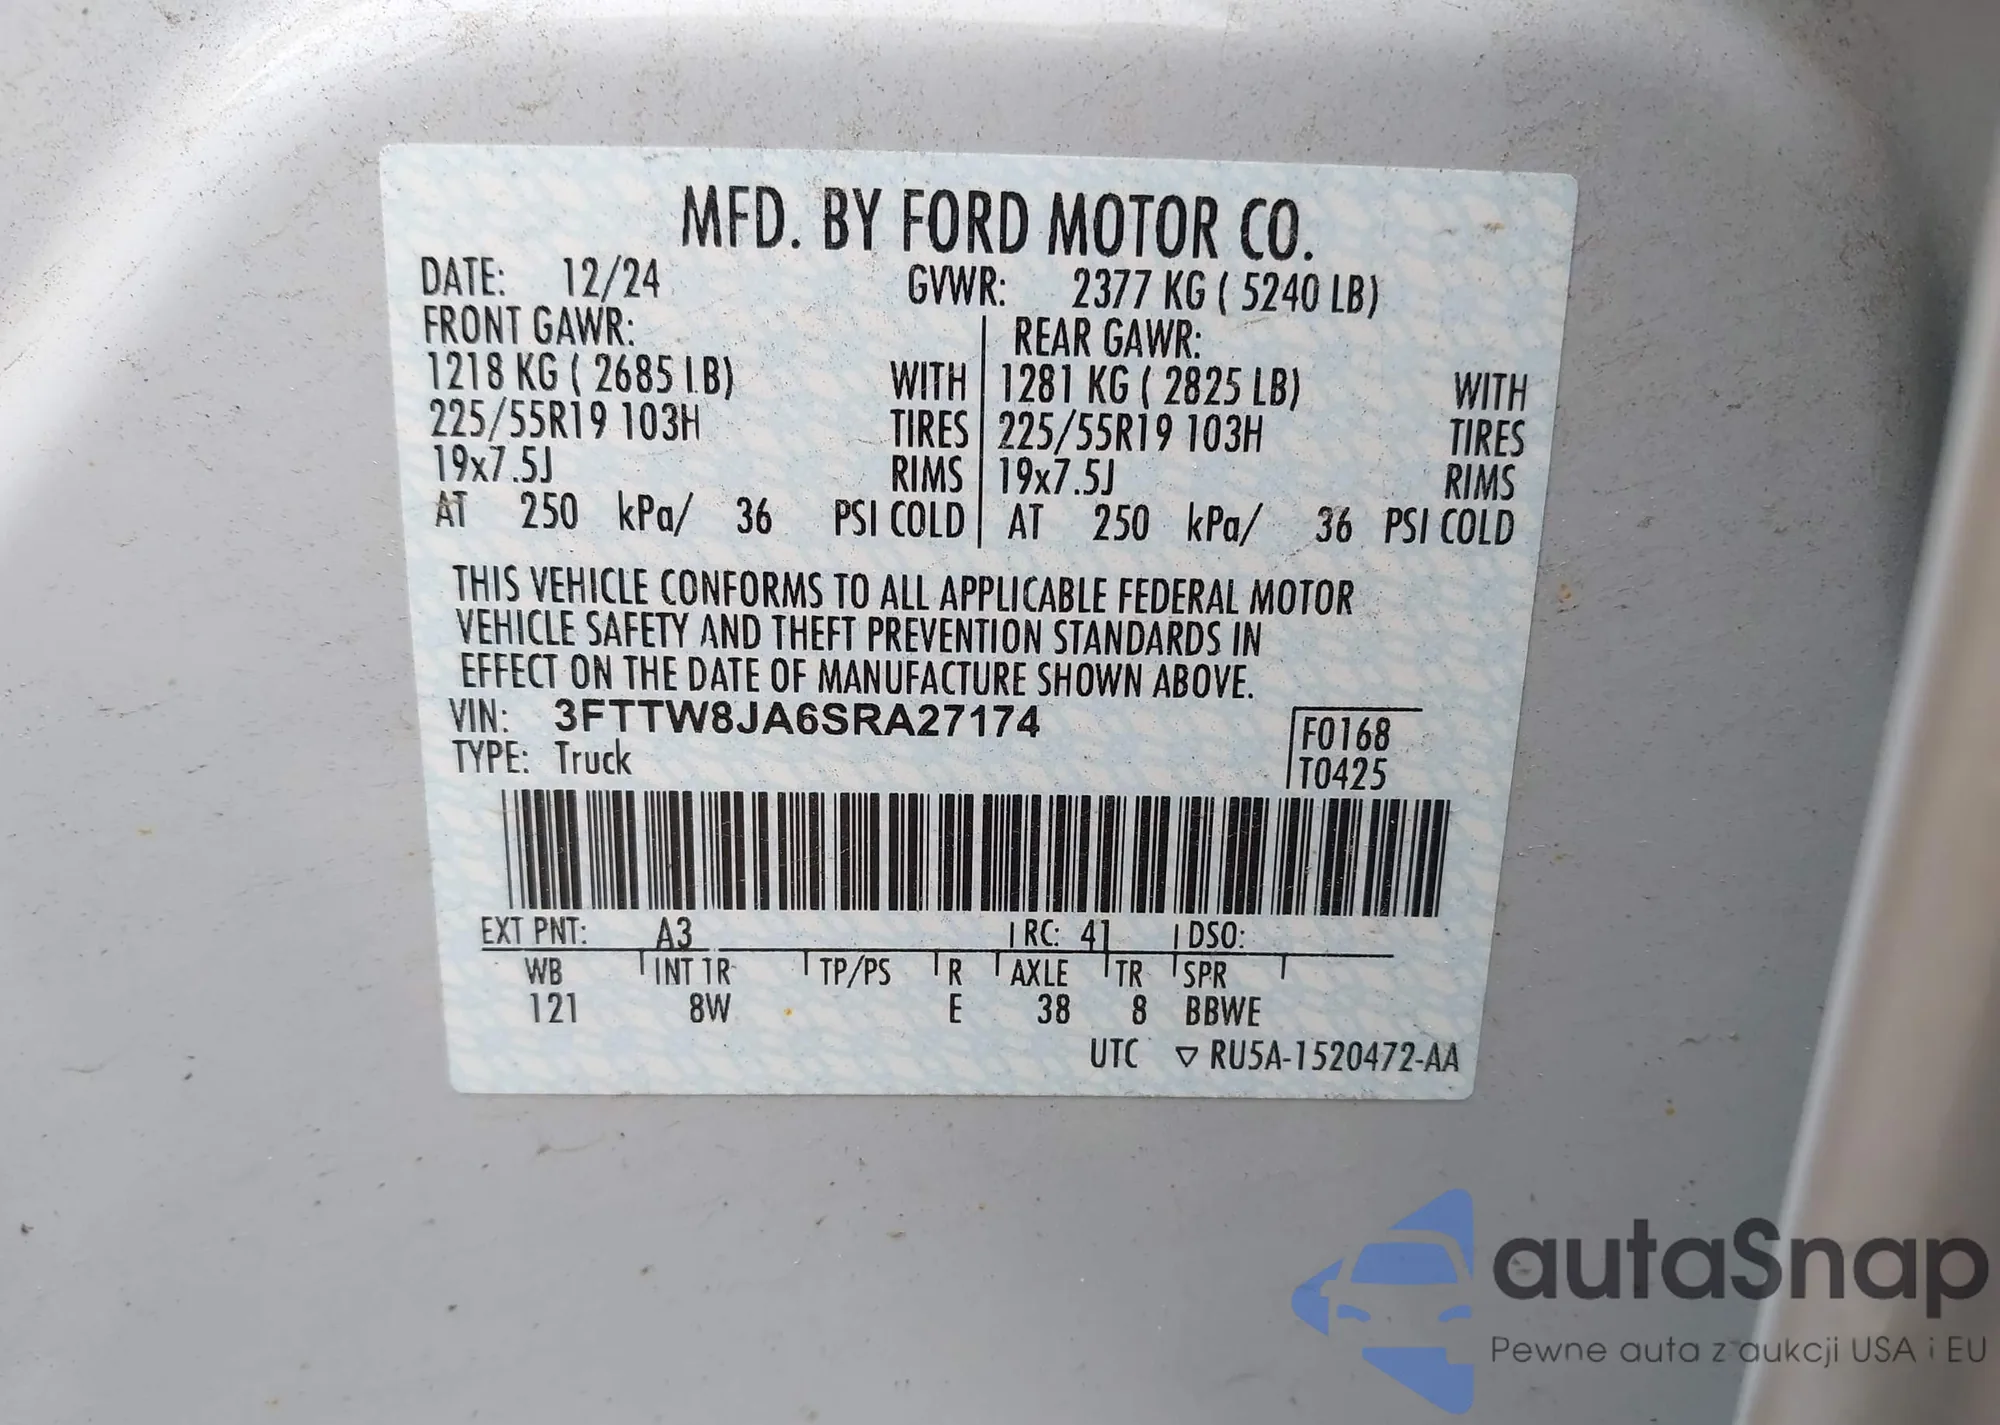 MFD. BY FORD MOTOR CO.
DATE: 12/24 GVWR: 2377 KG ( 5240 LB)
FRONT GAWR: REAR GAWR:
1218 KG ( 2685 LB) WITH 1281 KG ( 2825 LB) WITH
225/55R19 103H TIRES 225/55R19 103H TIRES
19x7.5J RIMS 19x7.5J RIMS
AT 250 kPa/ 36 PSI COLD AT 250 kPa/ 36 PSI COLD
THIS VEHICLE CONFORMS TO ALL APPLICABLE FEDERAL MOTOR
VEHICLE SAFETY AND THEFT PREVENTION STANDARDS IN
EFFECT ON THE DATE OF MANUFACTURE SHOWN ABOVE.
VIN: 3FTTW8JA6SRA27174 F0168
TYPE: Truck T0425
EXT PNT: A3 RC: 41 DSO:
WB INT TR TP/PS R AXLE TR SPR
121 8W E 38 8 BBWE
UTC ▽ RU5A-1520472-AA
autaSnap
Pewne auta z aukcji USA i EU